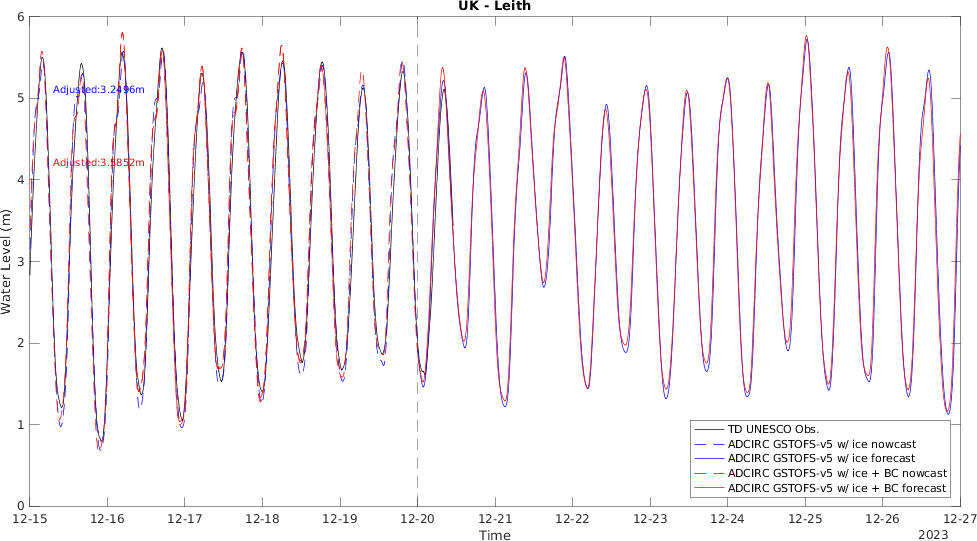 UK - Leith
6
5
4
3
2
1
0
Water Level (m)
Adjusted:3.2496m
Adjusted:3.5852m
TD UNESCO Obs.
ADCIRC GSTOFS-v5 w/ ice nowcast
ADCIRC GSTOFS-v5 w/ ice forecast
ADCIRC GSTOFS-v5 w/ ice + BC nowcast
ADCIRC GSTOFS-v5 w/ ice + BC forecast
12-15 12-16 12-17 12-18 12-19 12-20 12-21 12-22 12-23 12-24 12-25 12-26 12-27
Time
2023